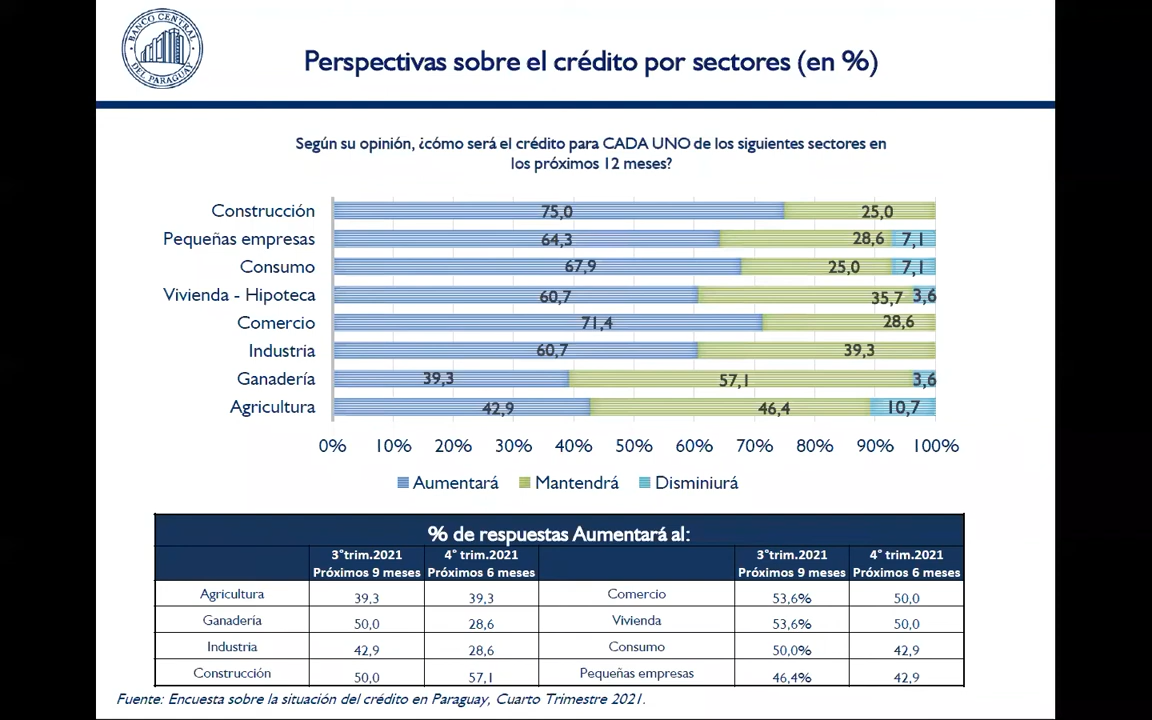 BANCO CENTRAL
DEL PARAGUAY
Perspectivas sobre el crédito por sectores (en %)
Según su opinión, ¿cómo será el crédito para CADA UNO de los siguientes sectores en
los próximos 12 meses?
Construcción 75,0 25,0
Pequeñas empresas 64,3 28,6 7,1
Consumo 67,9 25,0 7,1
Vivienda - Hipoteca 60,7 35,7 3,6
Comercio 71,4 28,6
Industria 60,7 39,3
Ganadería 39,3 57,1 3,6
Agricultura 42,9 46,4 10,7
0% 10% 20% 30% 40% 50% 60% 70% 80% 90% 100%
Aumentará Mantendrá Disminiurá
% de respuestas Aumentará al:
3°trim.2021 4° trim.2021 3°trim.2021 4° trim.2021
Próximos 9 meses Próximos 6 meses Próximos 9 meses Próximos 6 meses
Agricultura 39,3 39,3 Comercio 53,6% 50,0
Ganadería 50,0 28,6 Vivienda 53,6% 50,0
Industria 42,9 28,6 Consumo 50,0% 42,9
Construcción 50,0 57,1 Pequeñas empresas 46,4% 42,9
Fuente: Encuesta sobre la situación del crédito en Paraguay, Cuarto Trimestre 2021.